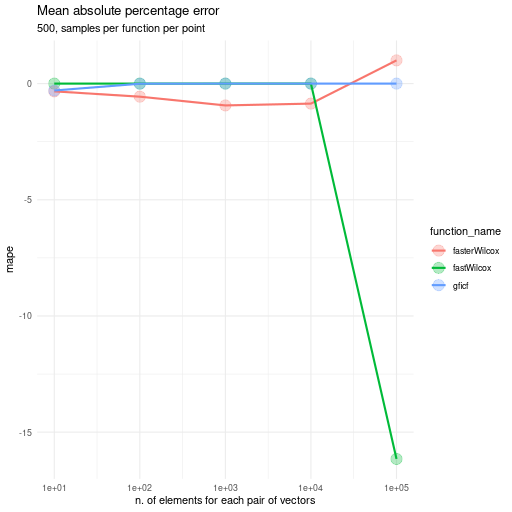 Mean absolute percentage error
500, samples per function per point
0
-5
-10
-15
mape
1e+01
1e+02
1e+03
1e+04
1e+05
n. of elements for each pair of vectors
function_name
fasterWilcox
fastWilcox
gficf